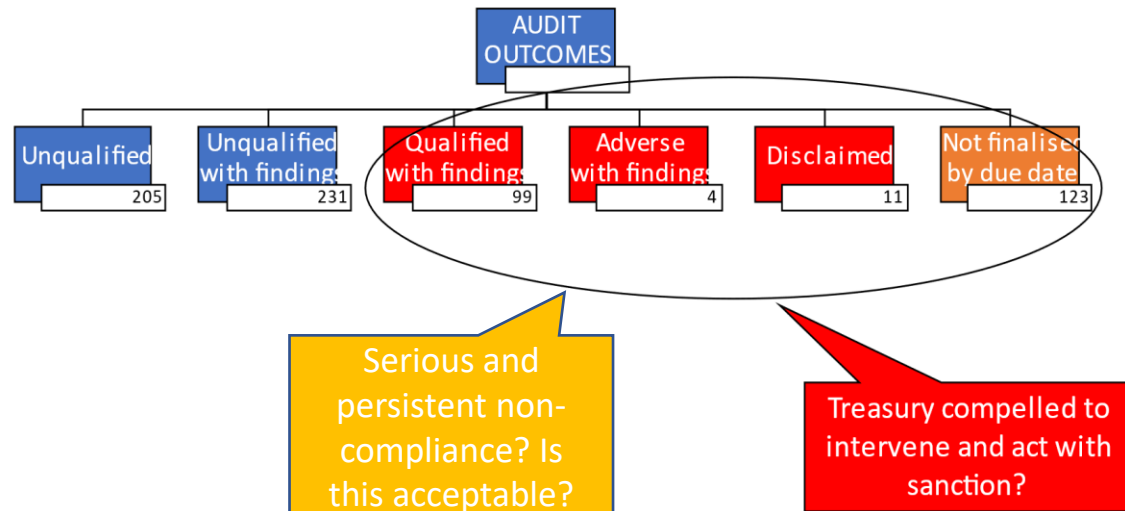 AUDIT
OUTCOMES
Unqualified
205
Unqualified
with findings
231
Qualified
with findings
99
Adverse
with findings
4
Disclaimed
11
Not finalised
by due date
123
Serious and
persistent non-
compliance? Is
this acceptable?
Treasury compelled to
intervene and act with
sanction?